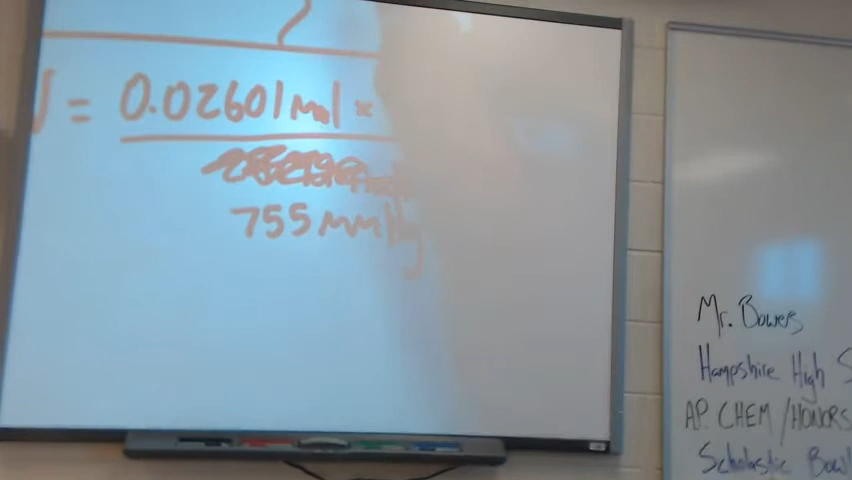 V = 0.02601 mol ×
755 mmHg
Mr. Bowers
Hampshire High S
AP. CHEM / HONORS
Scholastic Bowl